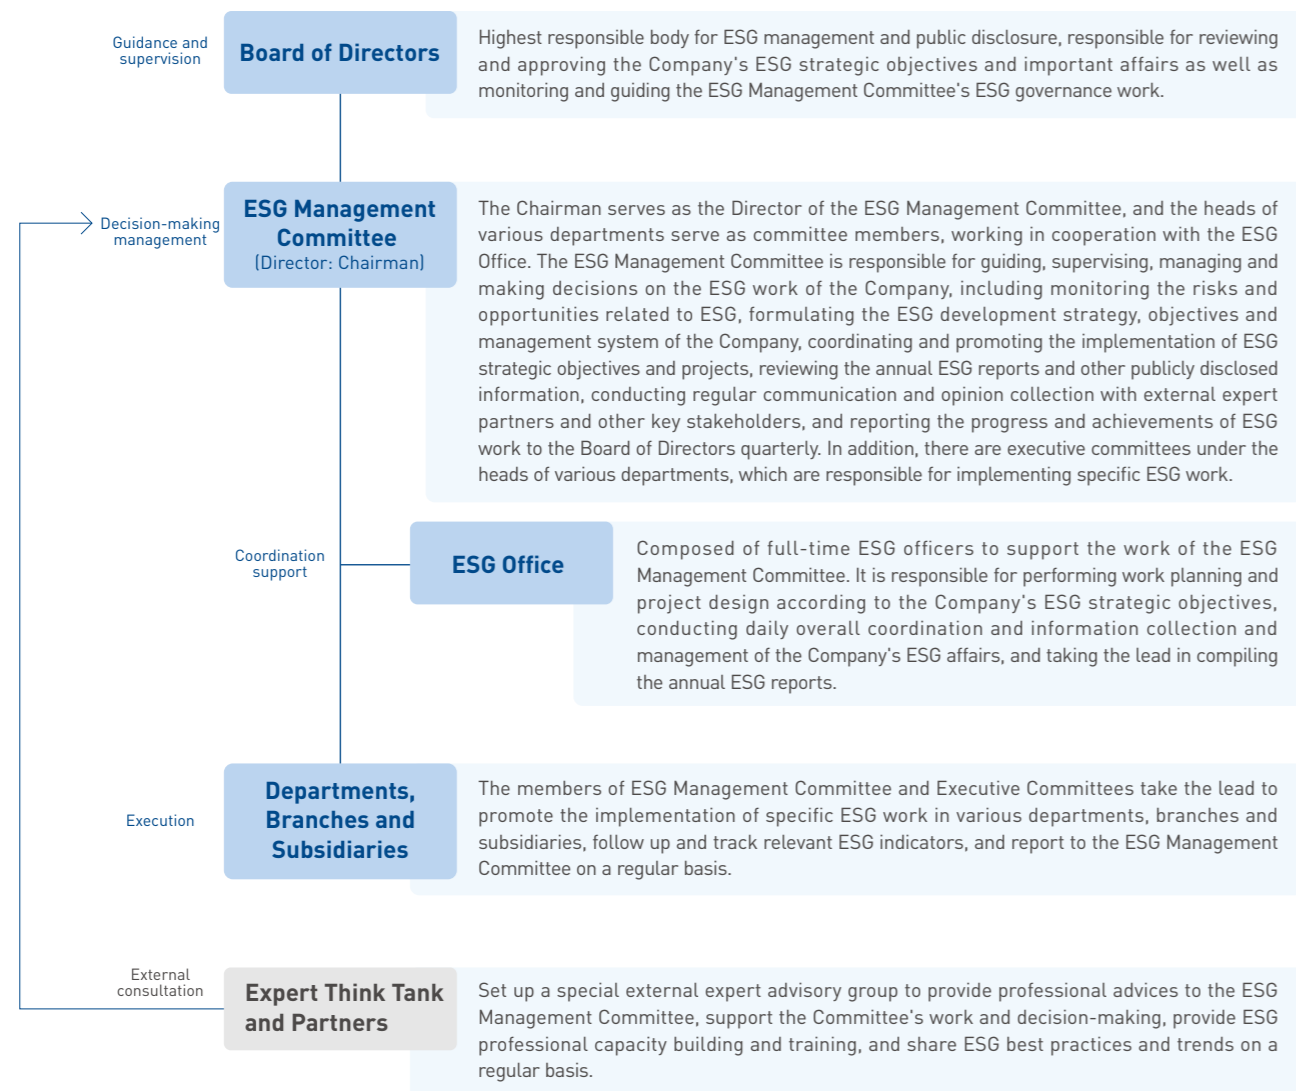 Guidance and
supervision
Board of Directors
Highest responsible body for ESG management and public disclosure, responsible for reviewing
and approving the Company's ESG strategic objectives and important affairs as well as
monitoring and guiding the ESG Management Committee's ESG governance work.
Decision-making
management
ESG Management
Committee
(Director: Chairman)
The Chairman serves as the Director of the ESG Management Committee, and the heads of
various departments serve as committee members, working in cooperation with the ESG
Office. The ESG Management Committee is responsible for guiding, supervising, managing and
making decisions on the ESG work of the Company, including monitoring the risks and
opportunities related to ESG, formulating the ESG development strategy, objectives and
management system of the Company, coordinating and promoting the implementation of ESG
strategic objectives and projects, reviewing the annual ESG reports and other publicly disclosed
information, conducting regular communication and opinion collection with external expert
partners and other key stakeholders, and reporting the progress and achievements of ESG
work to the Board of Directors quarterly. In addition, there are executive committees under the
heads of various departments, which are responsible for implementing specific ESG work.
Coordination
support
ESG Office
Composed of full-time ESG officers to support the work of the ESG
Management Committee. It is responsible for performing work planning and
project design according to the Company's ESG strategic objectives,
conducting daily overall coordination and information collection and
management of the Company's ESG affairs, and taking the lead in compiling
the annual ESG reports.
Execution
Departments,
Branches and
Subsidiaries
The members of ESG Management Committee and Executive Committees take the lead to
promote the implementation of specific ESG work in various departments, branches and
subsidiaries, follow up and track relevant ESG indicators, and report to the ESG Management
Committee on a regular basis.
External
consultation
Expert Think Tank
and Partners
Set up a special external expert advisory group to provide professional advices to the ESG
Management Committee, support the Committee's work and decision-making, provide ESG
professional capacity building and training, and share ESG best practices and trends on a
regular basis.